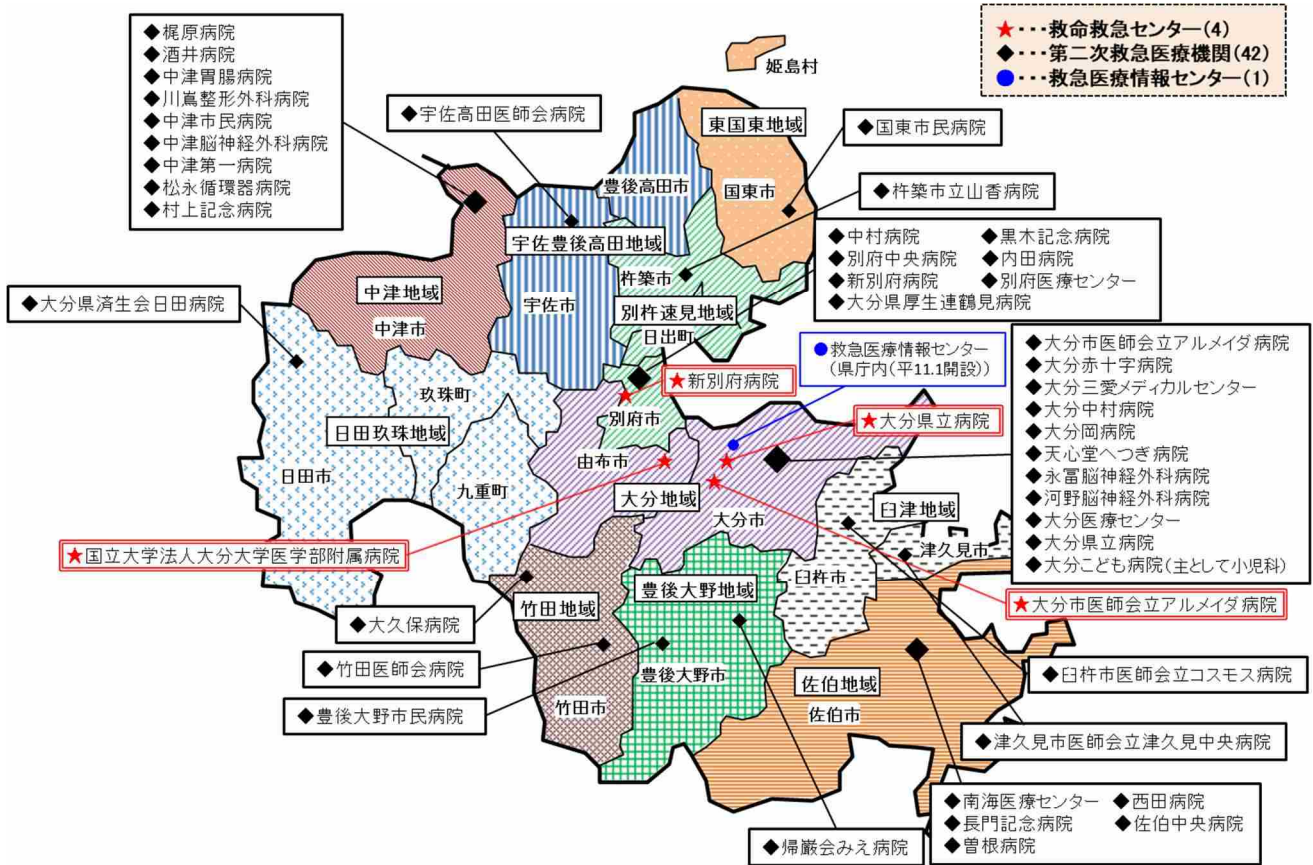 ★･･･救命救急センター(4)
◆･･･第二次救急医療機関(42)
●･･･救急医療情報センター(1)
◆梶原病院
◆酒井病院
◆中津胃腸病院
◆川嶌整形外科病院
◆中津市民病院
◆中津脳神経外科病院
◆中津第一病院
◆松永循環器病院
◆村上記念病院
◆宇佐高田医師会病院
姫島村
東国東地域
国東市
◆国東市民病院
豊後高田市
宇佐豊後高田地域
宇佐市
◆杵築市立山香病院
杵築市
別杵速見地域
日出町
◆中村病院 ◆黒木記念病院
◆別府中央病院 ◆内田病院
◆新別府病院 ◆別府医療センター
◆大分県厚生連鶴見病院
◆大分県済生会日田病院
中津地域
中津市
●救急医療情報センター
(県庁内(平11.1開設))
★新別府病院
別府市
★大分県立病院
◆大分市医師会立アルメイダ病院
◆大分赤十字病院
◆大分三愛メディカルセンター
◆大分中村病院
◆大分岡病院
◆天心堂へつぎ病院
◆永冨脳神経外科病院
◆河野脳神経外科病院
◆大分医療センター
◆大分県立病院
◆大分こども病院(主として小児科)
玖珠町
日田玖珠地域
日田市
九重町
由布市
大分地域
大分市
臼津地域
津久見市
臼杵市
★国立大学法人大分大学医学部附属病院
★大分市医師会立アルメイダ病院
竹田地域
豊後大野地域
◆大久保病院
◆竹田医師会病院
◆豊後大野市民病院
竹田市
豊後大野市
佐伯地域
佐伯市
◆臼杵市医師会立コスモス病院
◆津久見市医師会立津久見中央病院
◆南海医療センター ◆西田病院
◆長門記念病院 ◆佐伯中央病院
◆曽根病院
◆帰巖会みえ病院